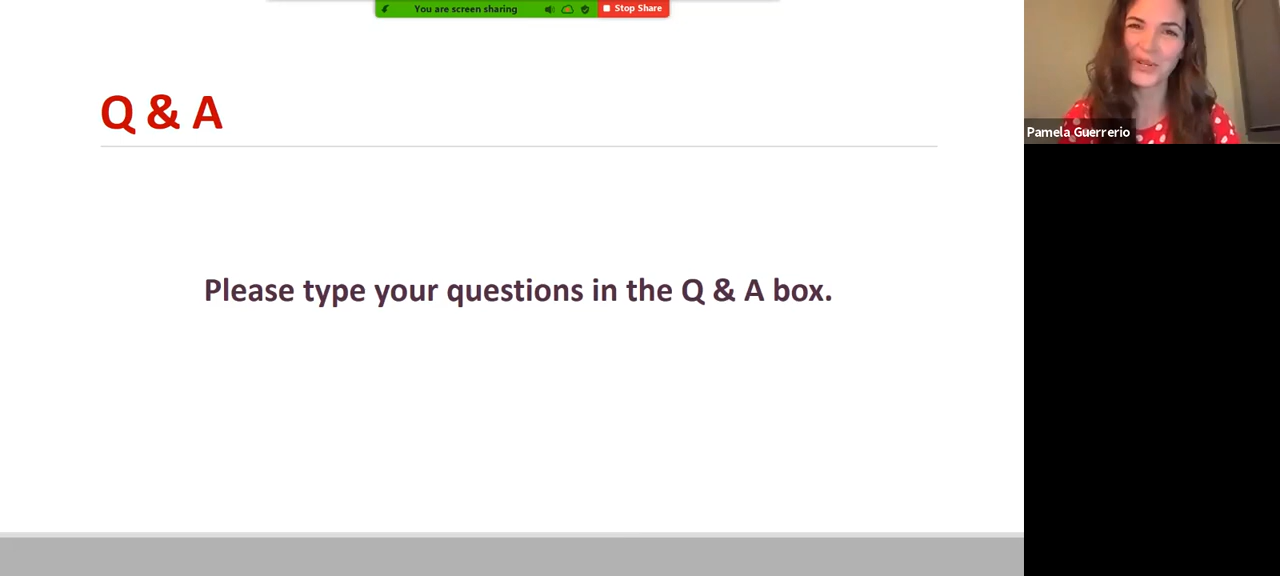 You are screen sharing
Stop Share
Pamela Guerrerio
Q & A
Please type your questions in the Q & A box.